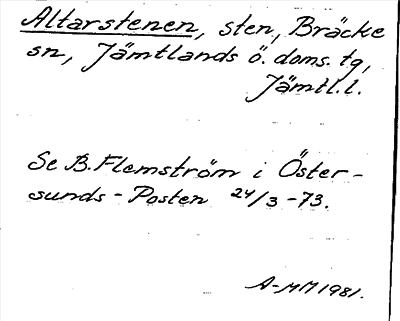 Altarstenen, sten, Bräcke
sn, Jämtlands ö. doms. tg,
Jämtl. l.
Se B. Flemström i Öster-
sunds-Posten 24/3 -73.
A-MM 1981.